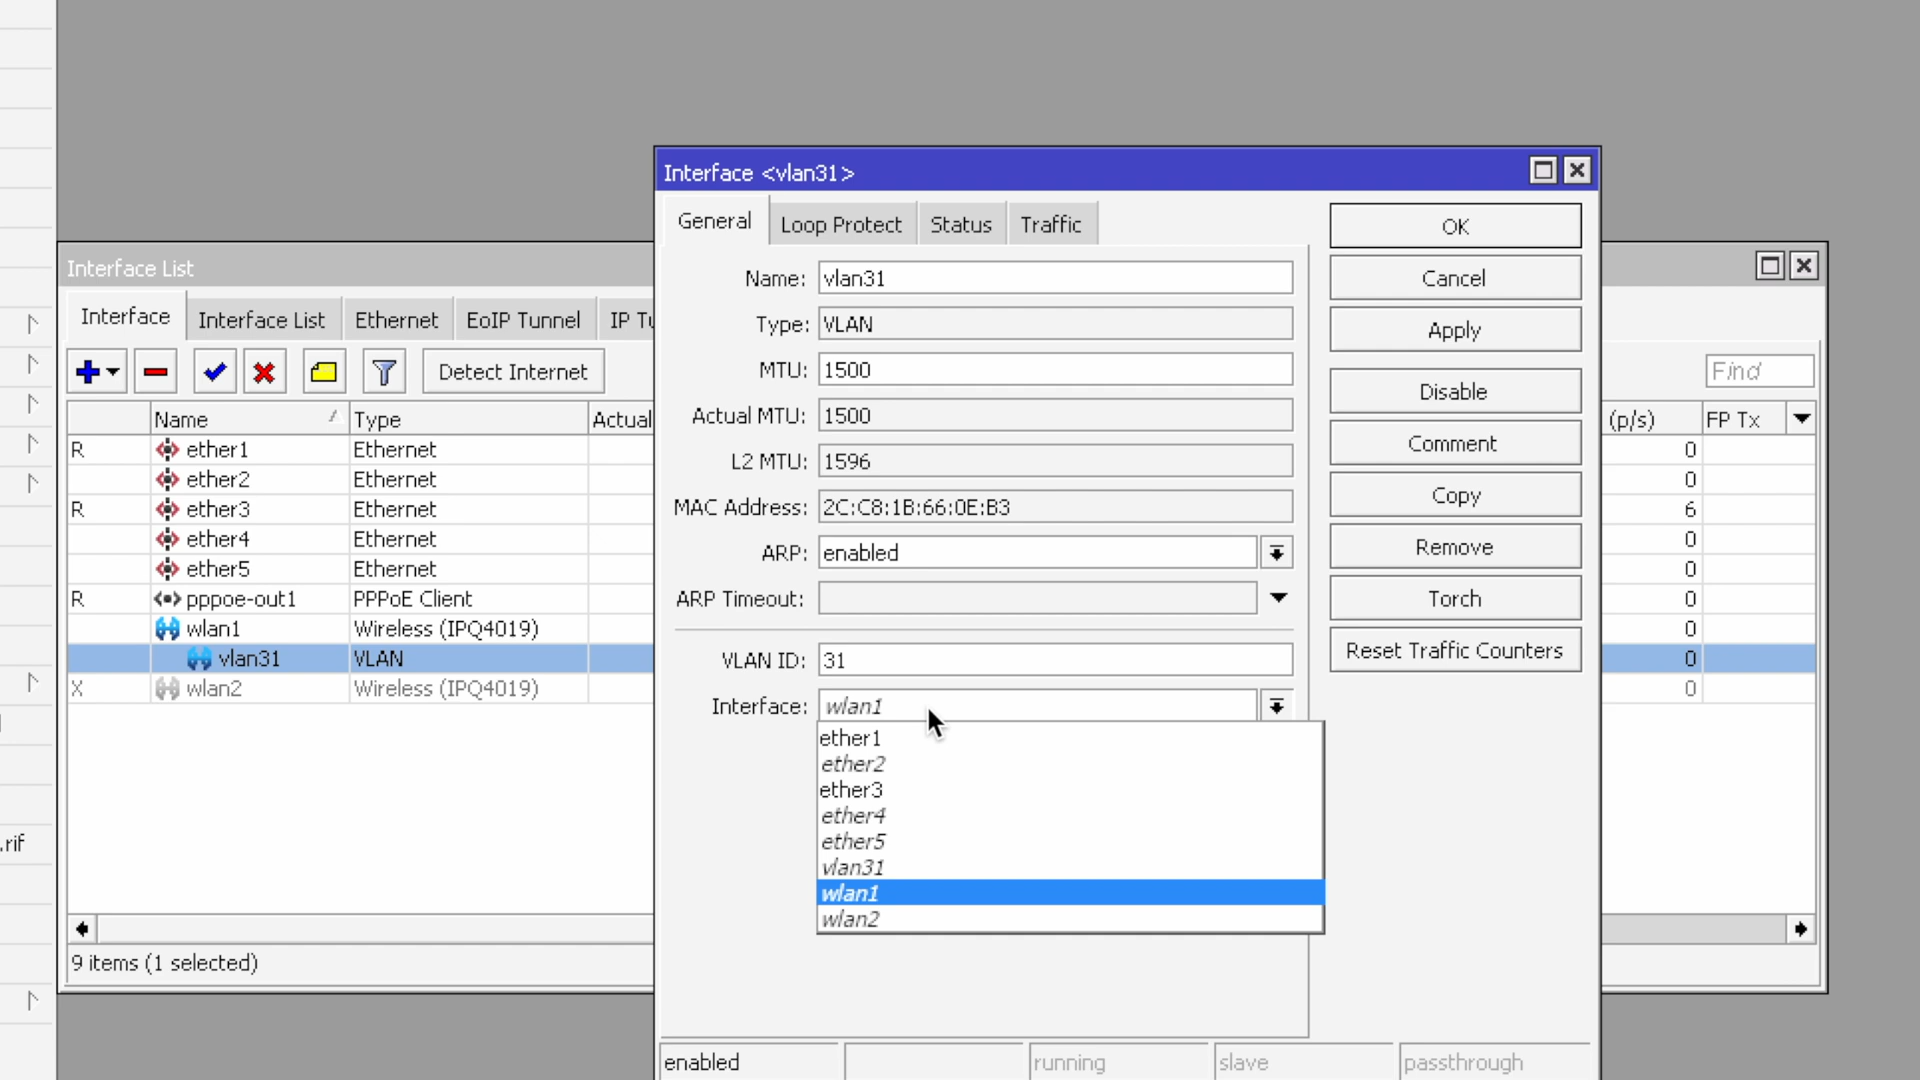 Interface <vlan31>
General
Loop Protect
Status
Traffic
Name: vlan31
Type: VLAN
MTU: 1500
Actual MTU: 1500
L2 MTU: 1596
MAC Address: 2C:C8:1B:66:0E:B3
ARP: enabled
ARP Timeout:
VLAN ID: 31
Interface: wlan1
ether1
ether2
ether3
ether4
ether5
vlan31
wlan1
wlan2
OK
Cancel
Apply
Disable
Comment
Copy
Remove
Torch
Reset Traffic Counters
enabled
running
slave
passthrough
Interface List
Interface
Interface List
Ethernet
EoIP Tunnel
IP Tu
Detect Internet
Find
Name Type Actual (p/s) FP Tx
R ether1 Ethernet 0
ether2 Ethernet 0
R ether3 Ethernet 6
ether4 Ethernet 0
ether5 Ethernet 0
R pppoe-out1 PPPoE Client 0
wlan1 Wireless (IPQ4019) 0
vlan31 VLAN 0
X wlan2 Wireless (IPQ4019) 0
9 items (1 selected)
.rif